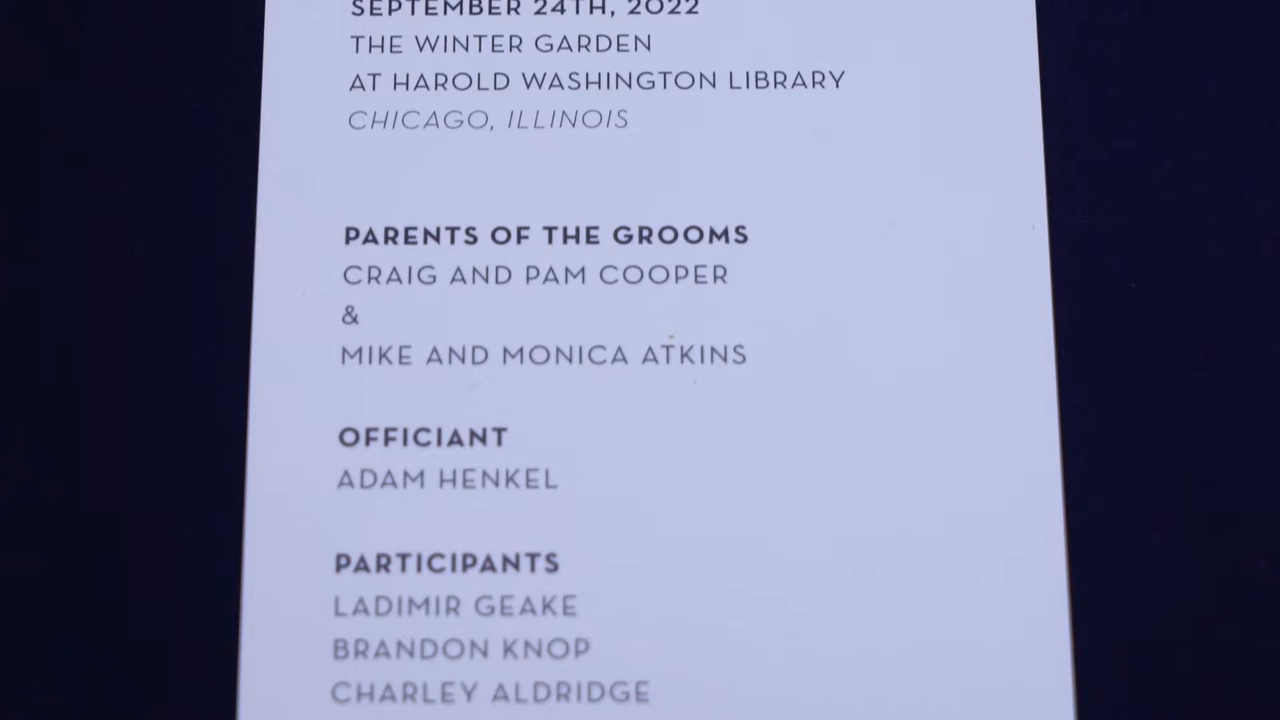 SEPTEMBER 24TH, 2022
THE WINTER GARDEN
AT HAROLD WASHINGTON LIBRARY
CHICAGO, ILLINOIS
PARENTS OF THE GROOMS
CRAIG AND PAM COOPER
&
MIKE AND MONICA ATKINS
OFFICIANT
ADAM HENKEL
PARTICIPANTS
LADIMIR GEAKE
BRANDON KNOP
CHARLEY ALDRIDGE